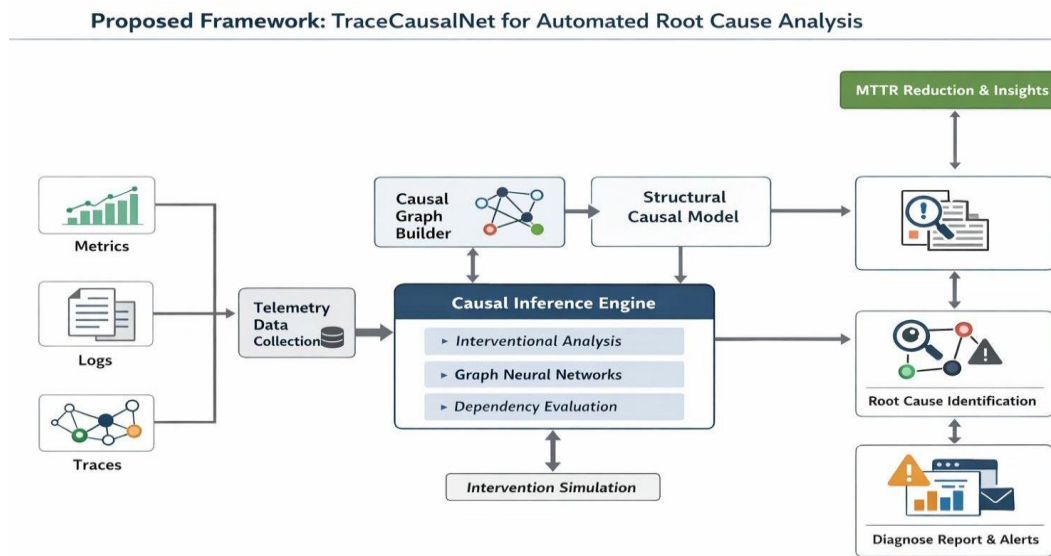 Proposed Framework: TraceCausalNet for Automated Root Cause Analysis
MTTR Reduction & Insights
Metrics
Logs
Traces
Telemetry
Data
Collection
Causal
Graph
Builder
Structural
Causal Model
Causal Inference Engine
Interventional Analysis
Graph Neural Networks
Dependency Evaluation
Intervention Simulation
Root Cause Identification
Diagnose Report & Alerts